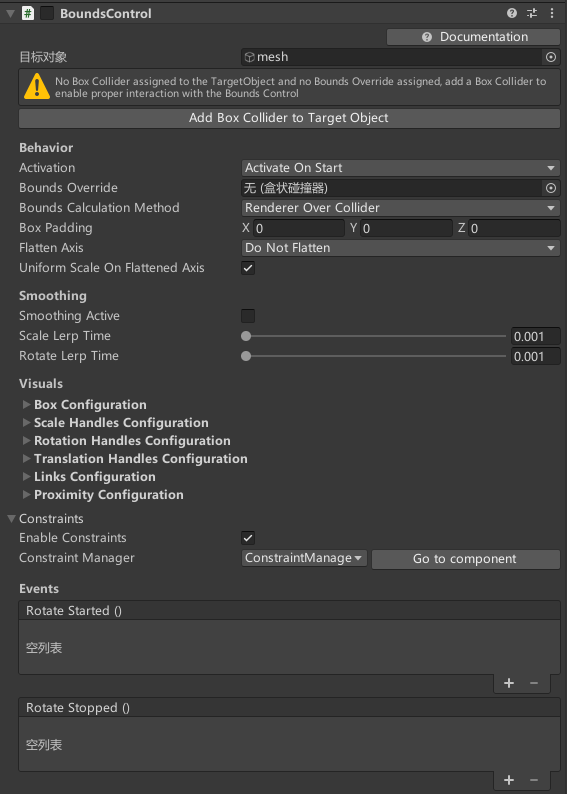 BoundsControl
Documentation
目标对象 mesh
No Box Collider assigned to the TargetObject and no Bounds Override assigned, add a Box Collider to
enable proper interaction with the Bounds Control
Add Box Collider to Target Object
Behavior
Activation Activate On Start
Bounds Override 无 (盒状碰撞器)
Bounds Calculation Method Renderer Over Collider
Box Padding X 0 Y 0 Z 0
Flatten Axis Do Not Flatten
Uniform Scale On Flattened Axis
Smoothing
Smoothing Active
Scale Lerp Time 0.001
Rotate Lerp Time 0.001
Visuals
Box Configuration
Scale Handles Configuration
Rotation Handles Configuration
Translation Handles Configuration
Links Configuration
Proximity Configuration
Constraints
Enable Constraints
Constraint Manager ConstraintManage Go to component
Events
Rotate Started ()
空列表
Rotate Stopped ()
空列表